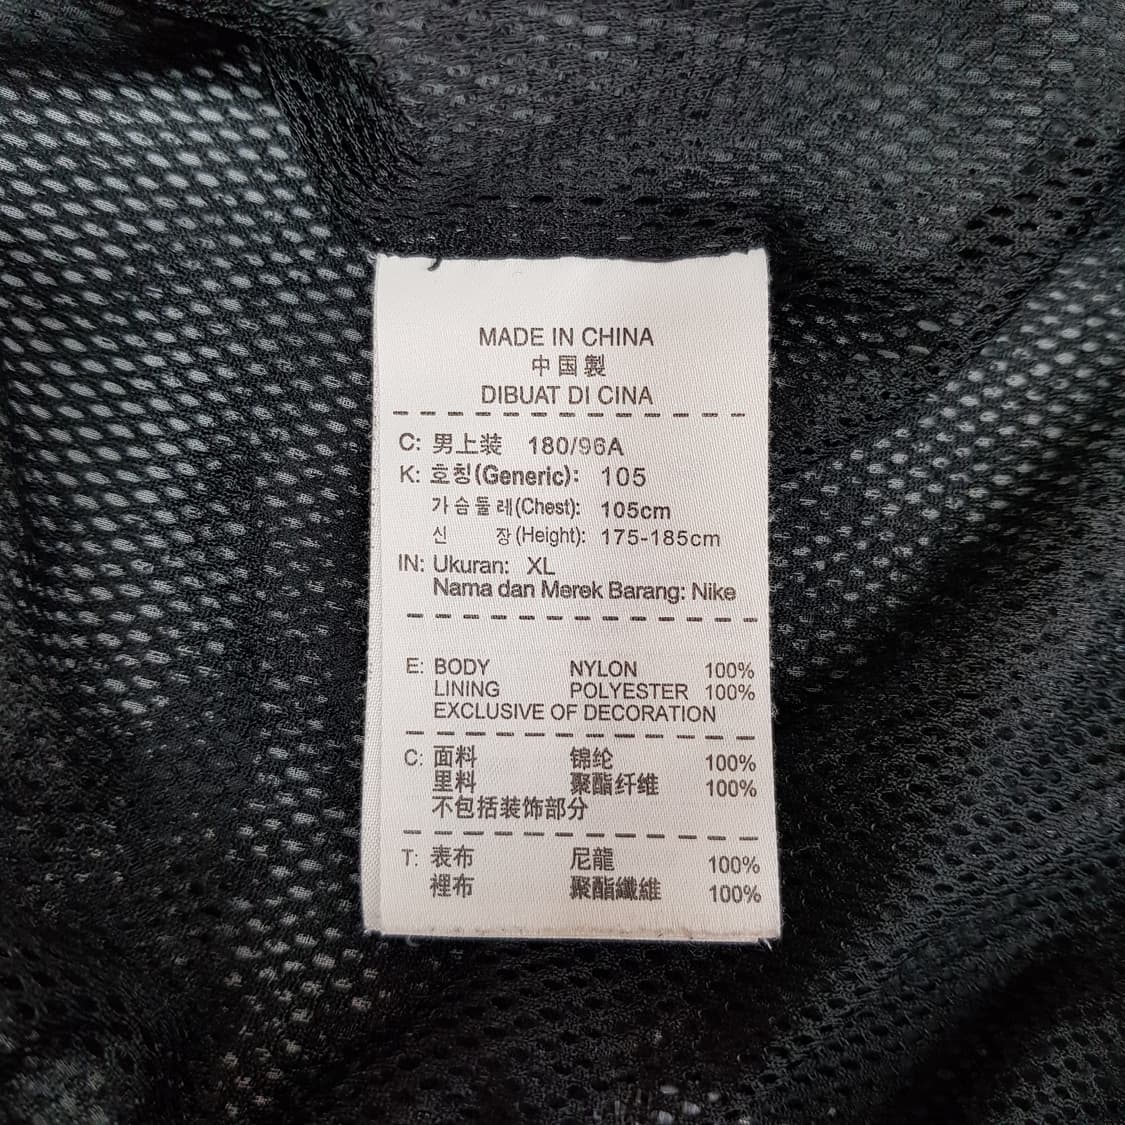 MADE IN CHINA
中国製
DIBUAT DI CINA
C: 男上装 180/96A
K: 호칭(Generic): 105
가슴둘레(Chest): 105cm
신 장(Height): 175-185cm
IN: Ukuran: XL
Nama dan Merek Barang: Nike
E: BODY NYLON 100%
LINING POLYESTER 100%
EXCLUSIVE OF DECORATION
C: 面料 锦纶 100%
里料 聚酯纤维 100%
不包括装饰部分
T: 表布 尼龍 100%
裡布 聚酯纖維 100%